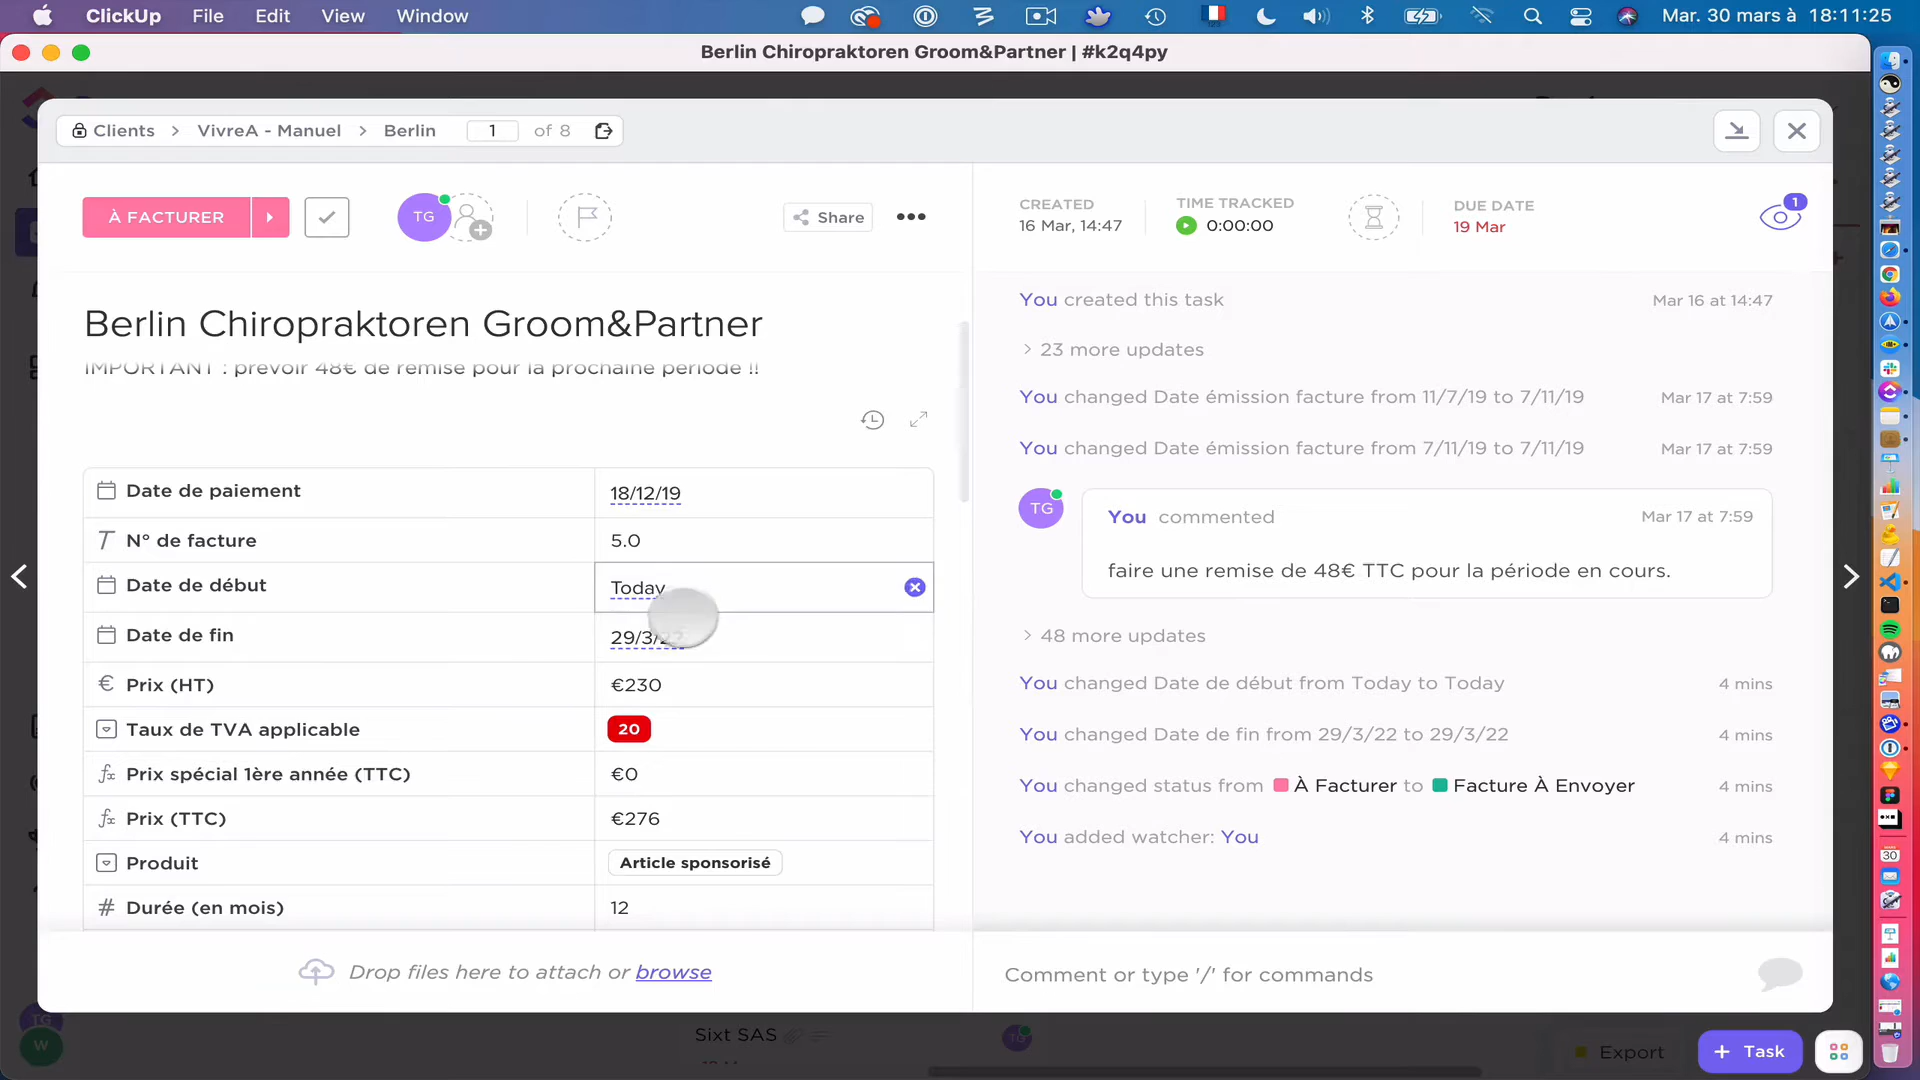 ClickUp File Edit View Window
Mar. 30 mars à 18:11:25
Berlin Chiropraktoren Groom&Partner | #k2q4py
Clients > VivreA - Manuel > Berlin 1 of 8
À FACTURER
TG
Share
CREATED
16 Mar, 14:47
TIME TRACKED
0:00:00
DUE DATE
19 Mar
1
Berlin Chiropraktoren Groom&Partner
IMPORTANT : prevoir 48€ de remise pour la prochaine periode !!
Date de paiement 18/12/19
N° de facture 5.0
Date de début Today
Date de fin 29/3/22
Prix (HT) €230
Taux de TVA applicable 20
Prix spécial 1ère année (TTC) €0
Prix (TTC) €276
Produit Article sponsorisé
Durée (en mois) 12
Drop files here to attach or browse
You created this task Mar 16 at 14:47
> 23 more updates
You changed Date émission facture from 11/7/19 to 7/11/19 Mar 17 at 7:59
You changed Date émission facture from 7/11/19 to 7/11/19 Mar 17 at 7:59
TG
You commented Mar 17 at 7:59
faire une remise de 48€ TTC pour la période en cours.
> 48 more updates
You changed Date de début from Today to Today 4 mins
You changed Date de fin from 29/3/22 to 29/3/22 4 mins
You changed status from À Facturer to Facture À Envoyer 4 mins
You added watcher: You 4 mins
Comment or type '/' for commands
TG
W
Sixt SAS
Export
+ Task
30